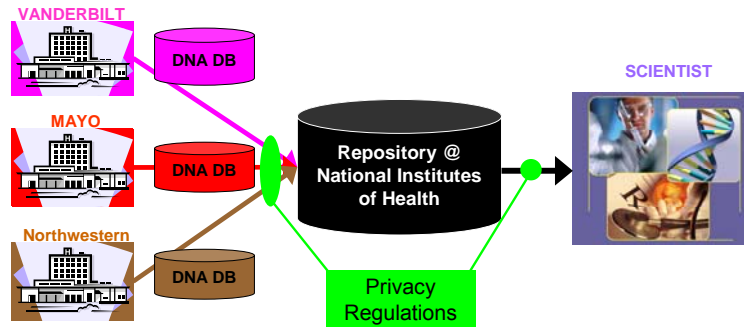 VANDERBILT
DNA DB
SCIENTIST
MAYO
DNA DB
Repository @
National Institutes
of Health
Northwestern
DNA DB
Privacy
Regulations